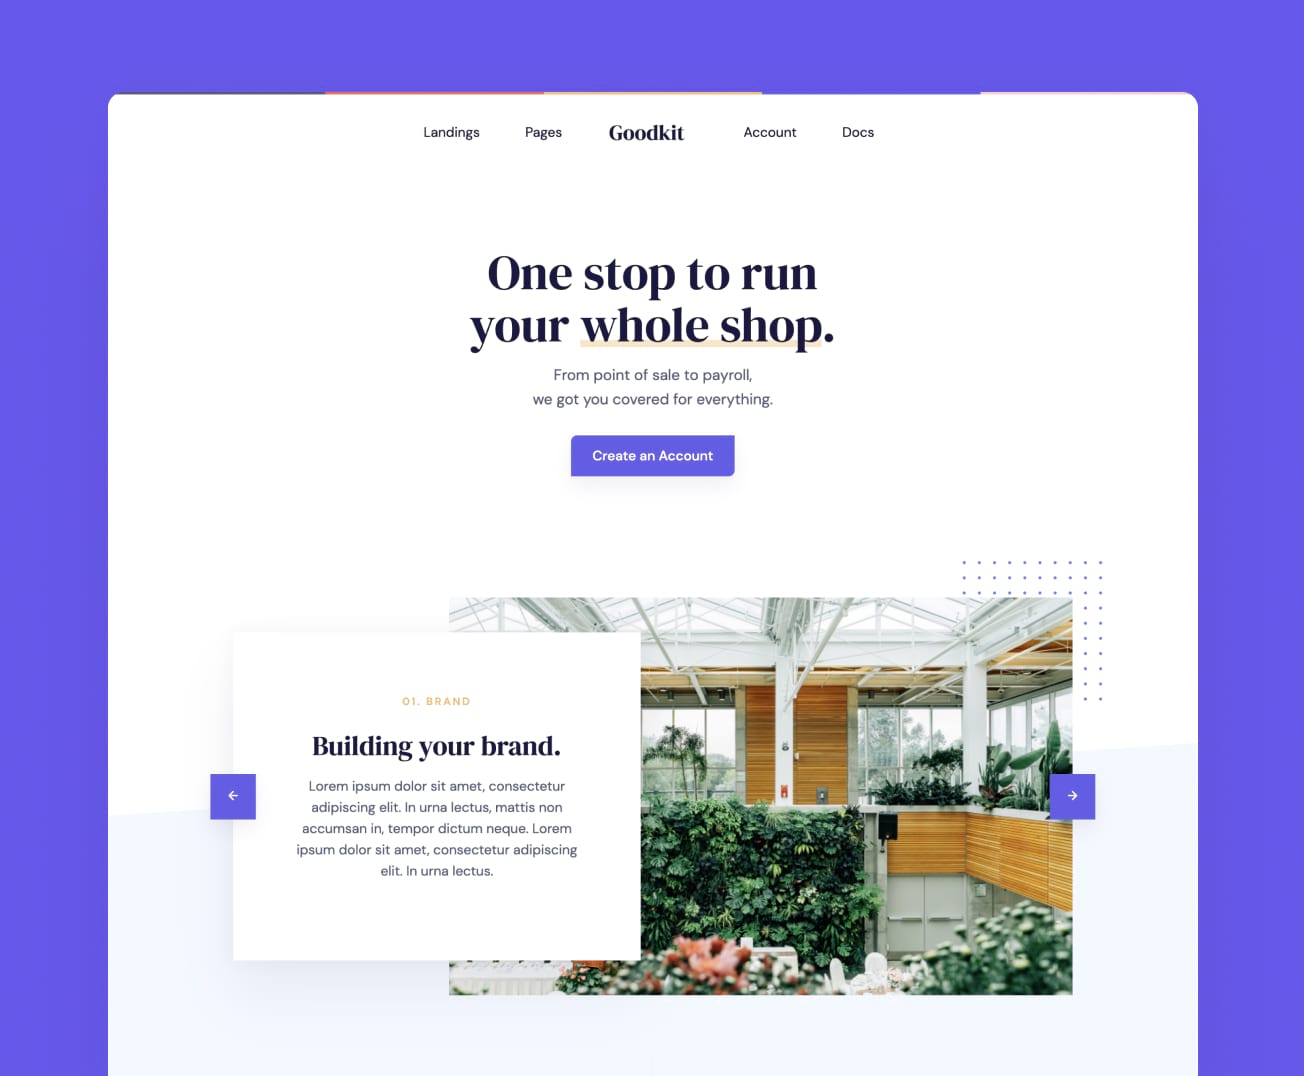 Landings Pages Goodkit Account Docs
One stop to run
your whole shop.
From point of sale to payroll,
we got you covered for everything.
Create an Account
01. BRAND
Building your brand.
Lorem ipsum dolor sit amet, consectetur
adipiscing elit. In urna lectus, mattis non
accumsan in, tempor dictum neque. Lorem
ipsum dolor sit amet, consectetur adipiscing
elit. In urna lectus.